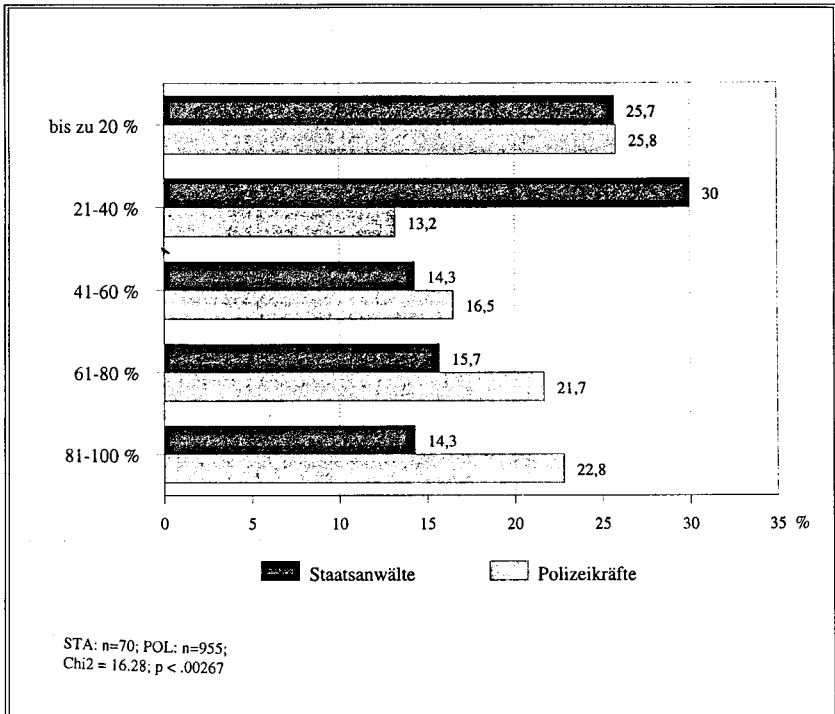 bis zu 20 %
25,7
25,8
21-40 %
30
13,2
41-60 %
14,3
16,5
61-80 %
15,7
21,7
81-100 %
14,3
22,8
0 5 10 15 20 25 30 35 %
Staatsanwälte Polizeikräfte
STA: n=70; POL: n=955;
Chi2 = 16.28; p < .00267